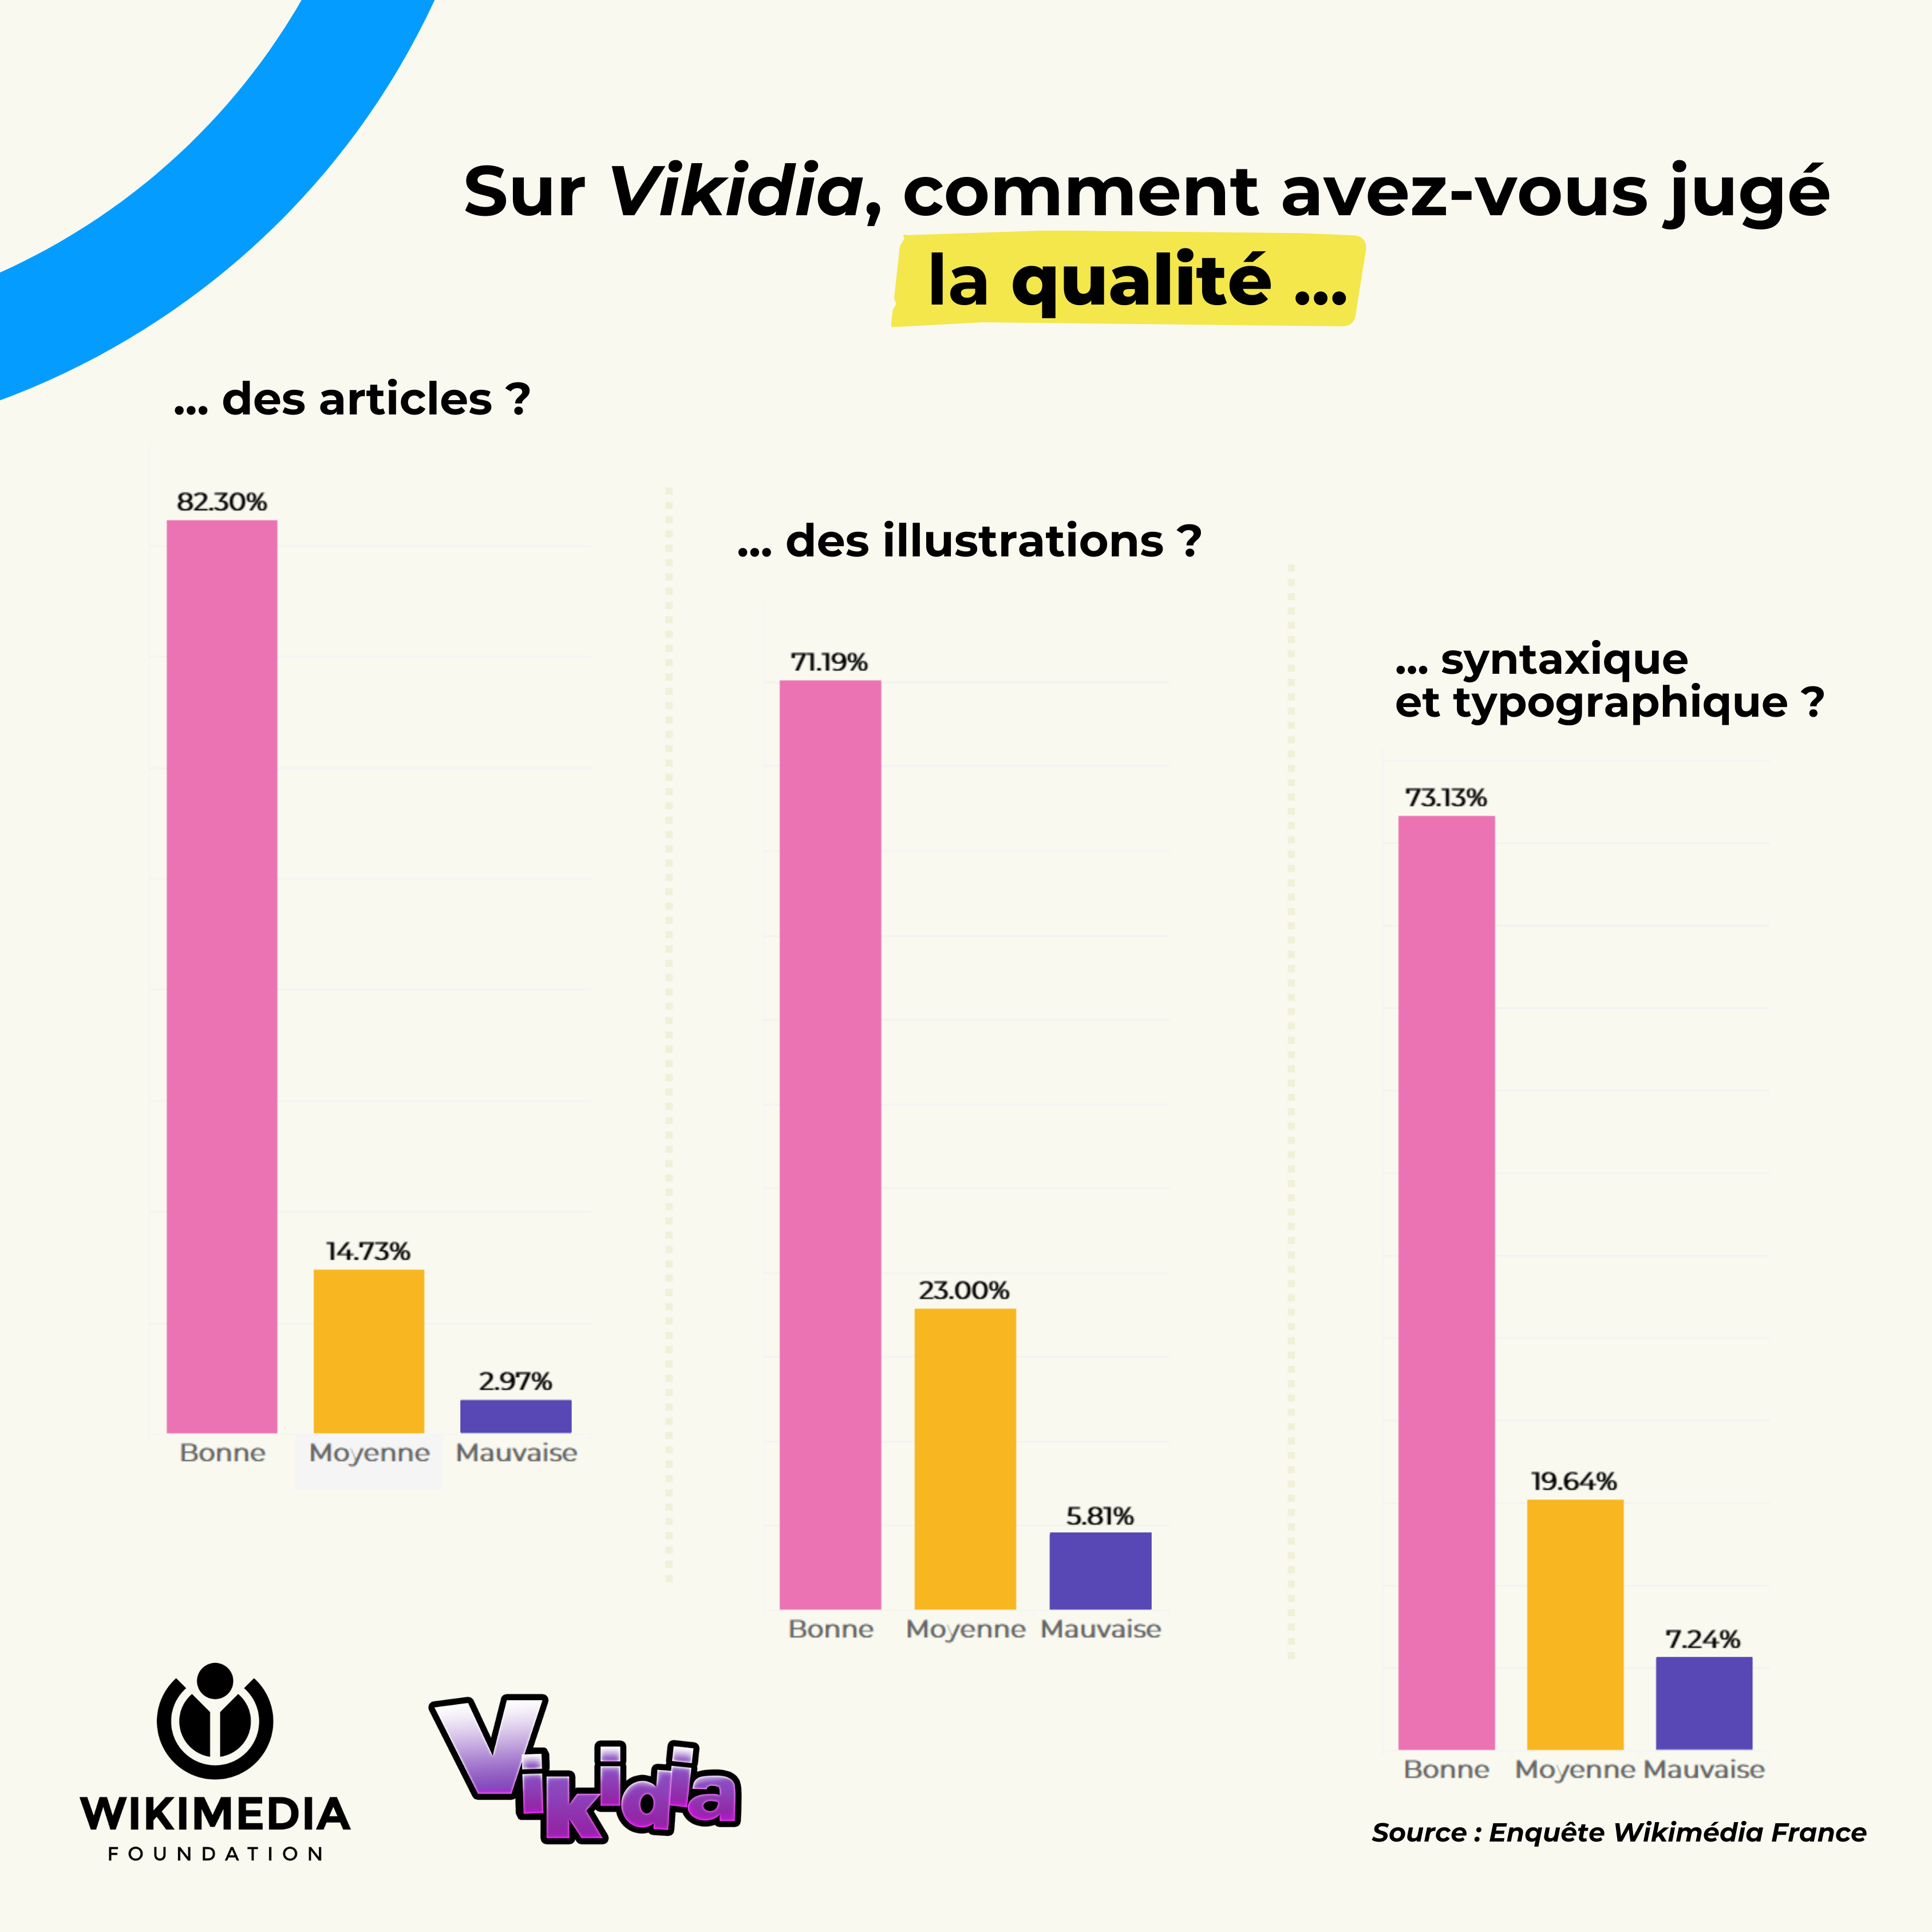 Sur Vikidia, comment avez-vous jugé
la qualité ...
... des articles ?
82.30%
14.73%
2.97%
Bonne Moyenne Mauvaise
... des illustrations ?
71.19%
23.00%
5.81%
Bonne Moyenne Mauvaise
... syntaxique
et typographique ?
73.13%
19.64%
7.24%
Bonne Moyenne Mauvaise
WIKIMEDIA
FOUNDATION
Vikidia
Source : Enquête Wikimédia France